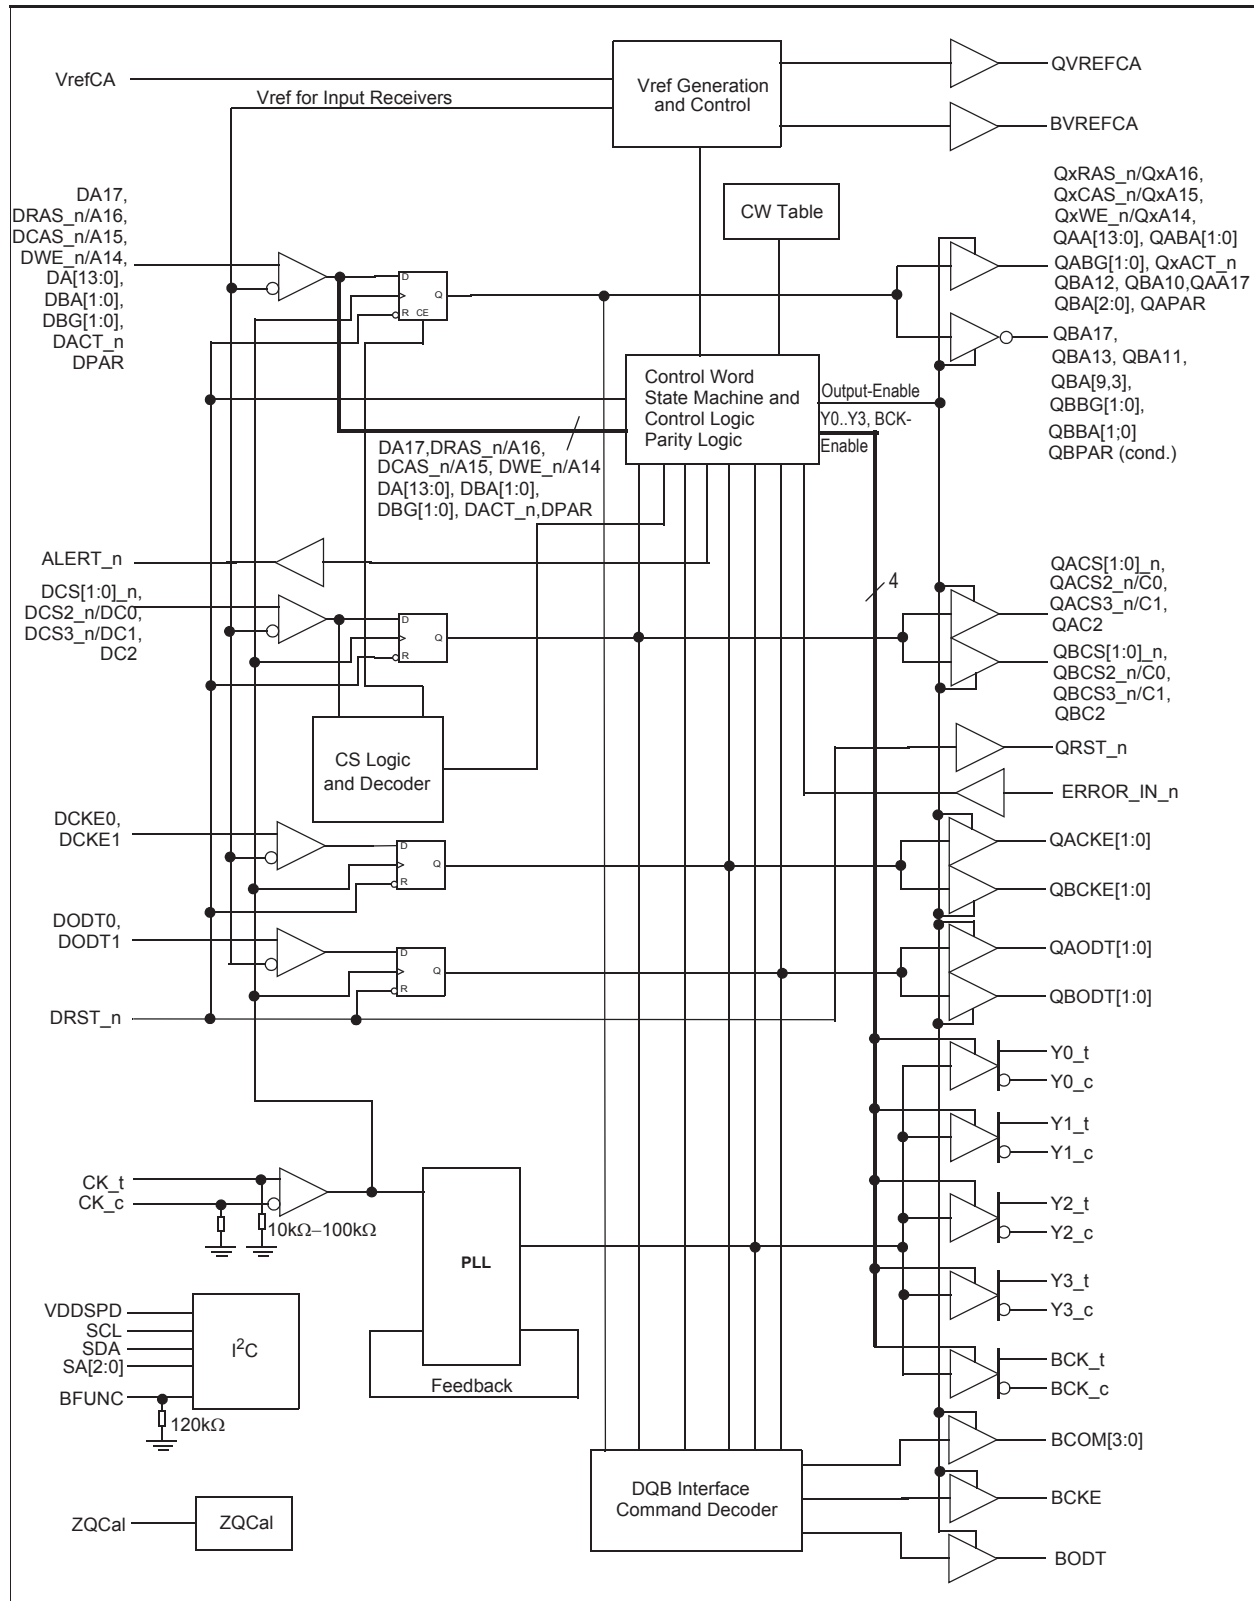 VrefCA
Vref for Input Receivers
Vref Generation
and Control
QVREFCA
BVREFCA
DA17,
DRAS_n/A16,
DCAS_n/A15,
DWE_n/A14,
DA[13:0],
DBA[1:0],
DBG[1:0],
DACT_n
DPAR
D
Q
R
CE
CW Table
QxRAS_n/QxA16,
QxCAS_n/QxA15,
QxWE_n/QxA14,
QAA[13:0], QABA[1:0]
QABG[1:0], QxACT_n
QBA12, QBA10,QAA17
QBA[2:0], QAPAR
QBA17,
QBA13, QBA11,
QBA[9,3],
QBBG[1:0],
QBBA[1;0]
QBPAR (cond.)
Control Word
State Machine and
Control Logic
Parity Logic
Output-Enable
Y0..Y3, BCK-
Enable
DA17,DRAS_n/A16,
DCAS_n/A15, DWE_n/A14
DA[13:0], DBA[1:0],
DBG[1:0], DACT_n,DPAR
ALERT_n
DCS[1:0]_n,
DCS2_n/DC0,
DCS3_n/DC1,
DC2
D
Q
R
4
QACS[1:0]_n,
QACS2_n/C0,
QACS3_n/C1,
QAC2
QBCS[1:0]_n,
QBCS2_n/C0,
QBCS3_n/C1,
QBC2
CS Logic
and Decoder
QRST_n
ERROR_IN_n
DCKE0,
DCKE1
D
Q
R
QACKE[1:0]
QBCKE[1:0]
DODT0,
DODT1
D
Q
R
QAODT[1:0]
QBODT[1:0]
DRST_n
Y0_t
Y0_c
Y1_t
Y1_c
CK_t
CK_c
10kΩ–100kΩ
PLL
Feedback
Y2_t
Y2_c
Y3_t
Y3_c
VDDSPD
SCL
SDA
SA[2:0]
BFUNC
I2C
120kΩ
BCK_t
BCK_c
BCOM[3:0]
BCKE
BODT
DQB Interface
Command Decoder
ZQCal
ZQCal